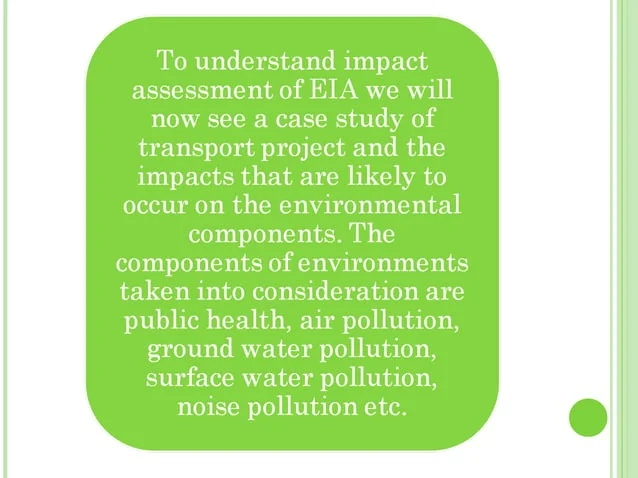 To understand impact
assessment of EIA we will
now see a case study of
transport project and the
impacts that are likely to
occur on the environmental
components. The
components of environments
taken into consideration are
public health, air pollution,
ground water pollution,
surface water pollution,
noise pollution etc.